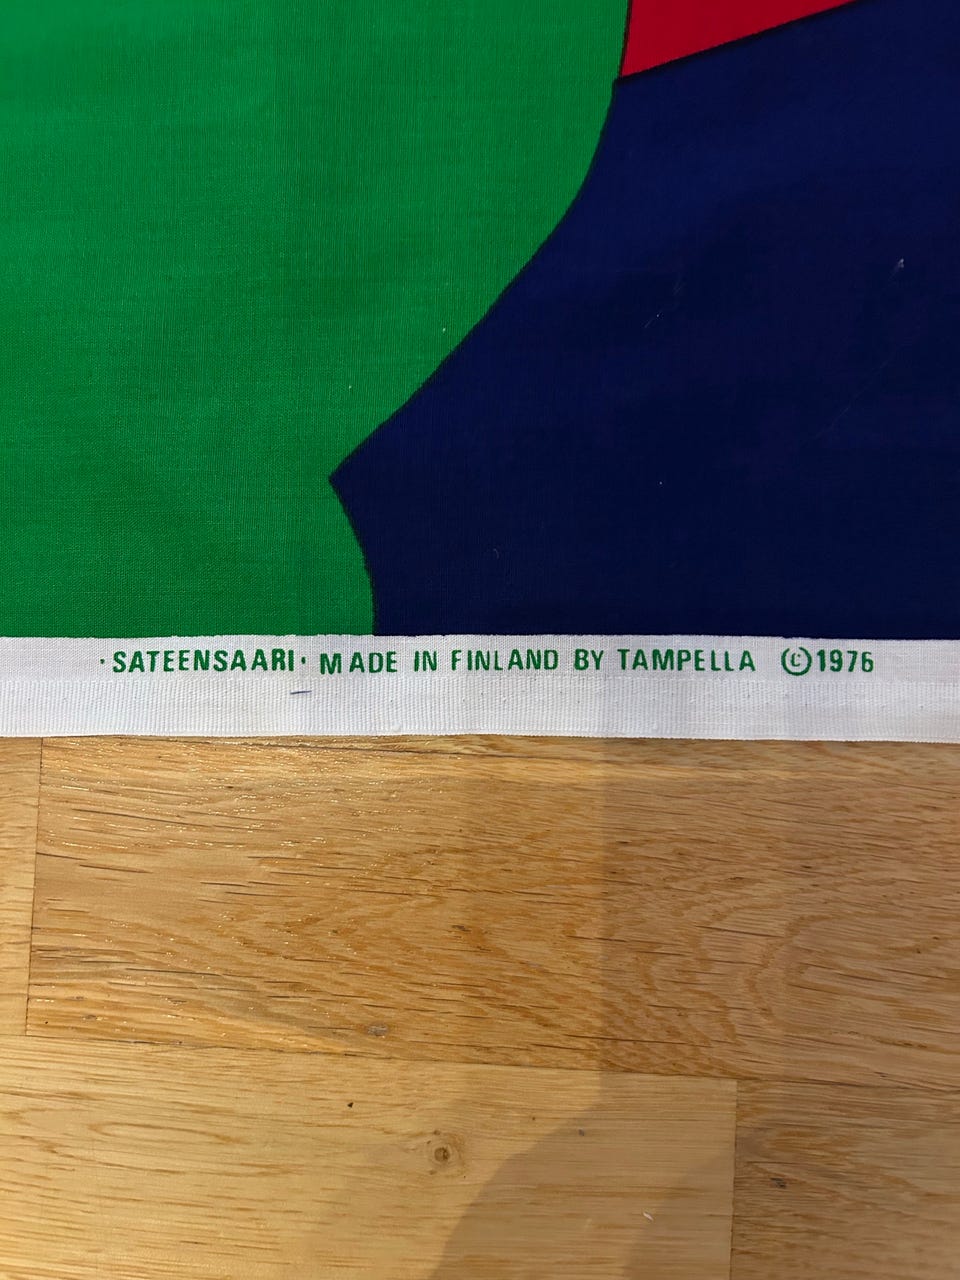 ·SATEENSAARI· MADE IN FINLAND BY TAMPELLA ©1976